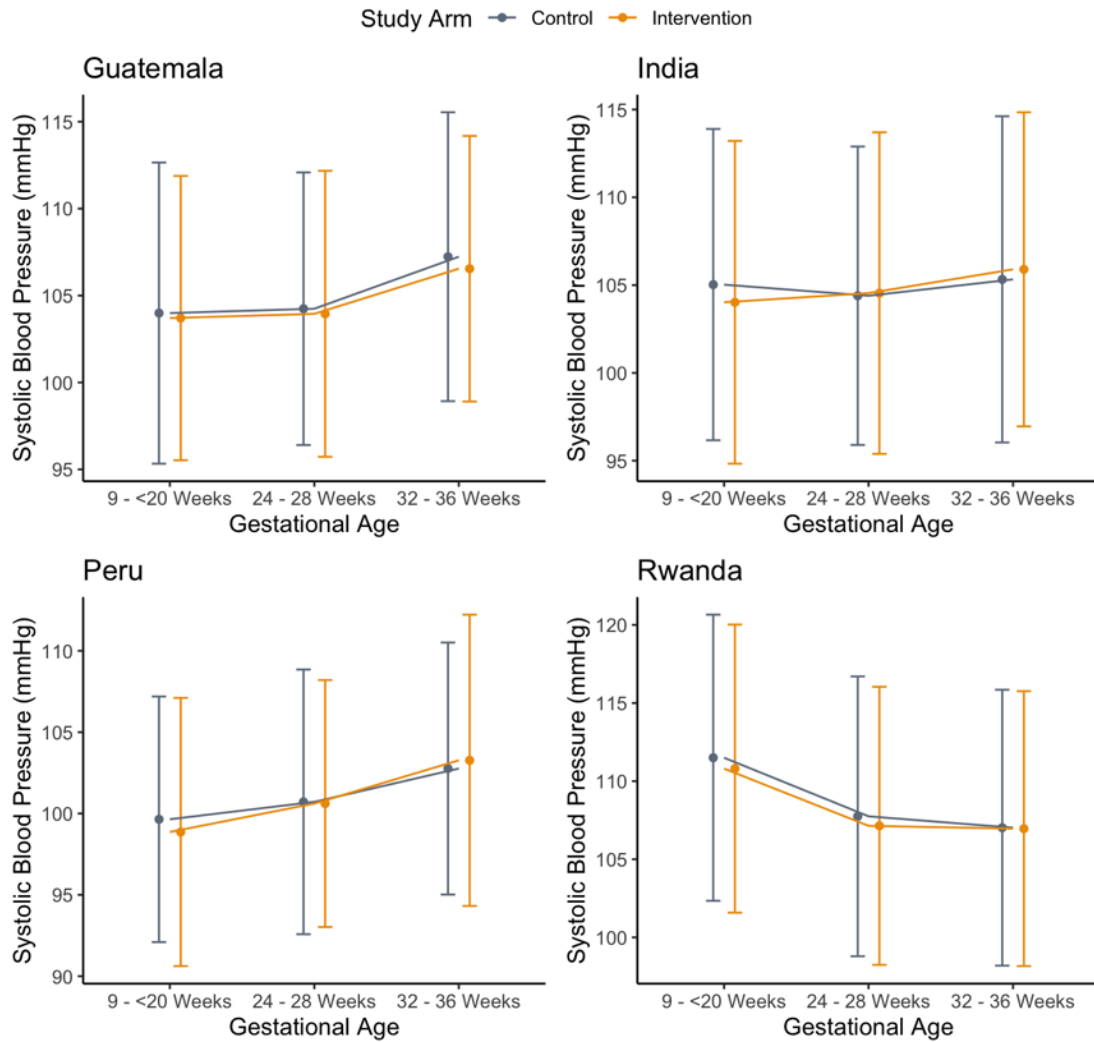 Study Arm Control Intervention
Guatemala
Systolic Blood Pressure (mmHg)
115
110
105
100
95
9 - <20 Weeks 24 - 28 Weeks 32 - 36 Weeks
Gestational Age
India
Systolic Blood Pressure (mmHg)
115
110
105
100
95
9 - <20 Weeks 24 - 28 Weeks 32 - 36 Weeks
Gestational Age
Peru
Systolic Blood Pressure (mmHg)
110
105
100
95
90
9 - <20 Weeks 24 - 28 Weeks 32 - 36 Weeks
Gestational Age
Rwanda
Systolic Blood Pressure (mmHg)
120
115
110
105
100
9 - <20 Weeks 24 - 28 Weeks 32 - 36 Weeks
Gestational Age